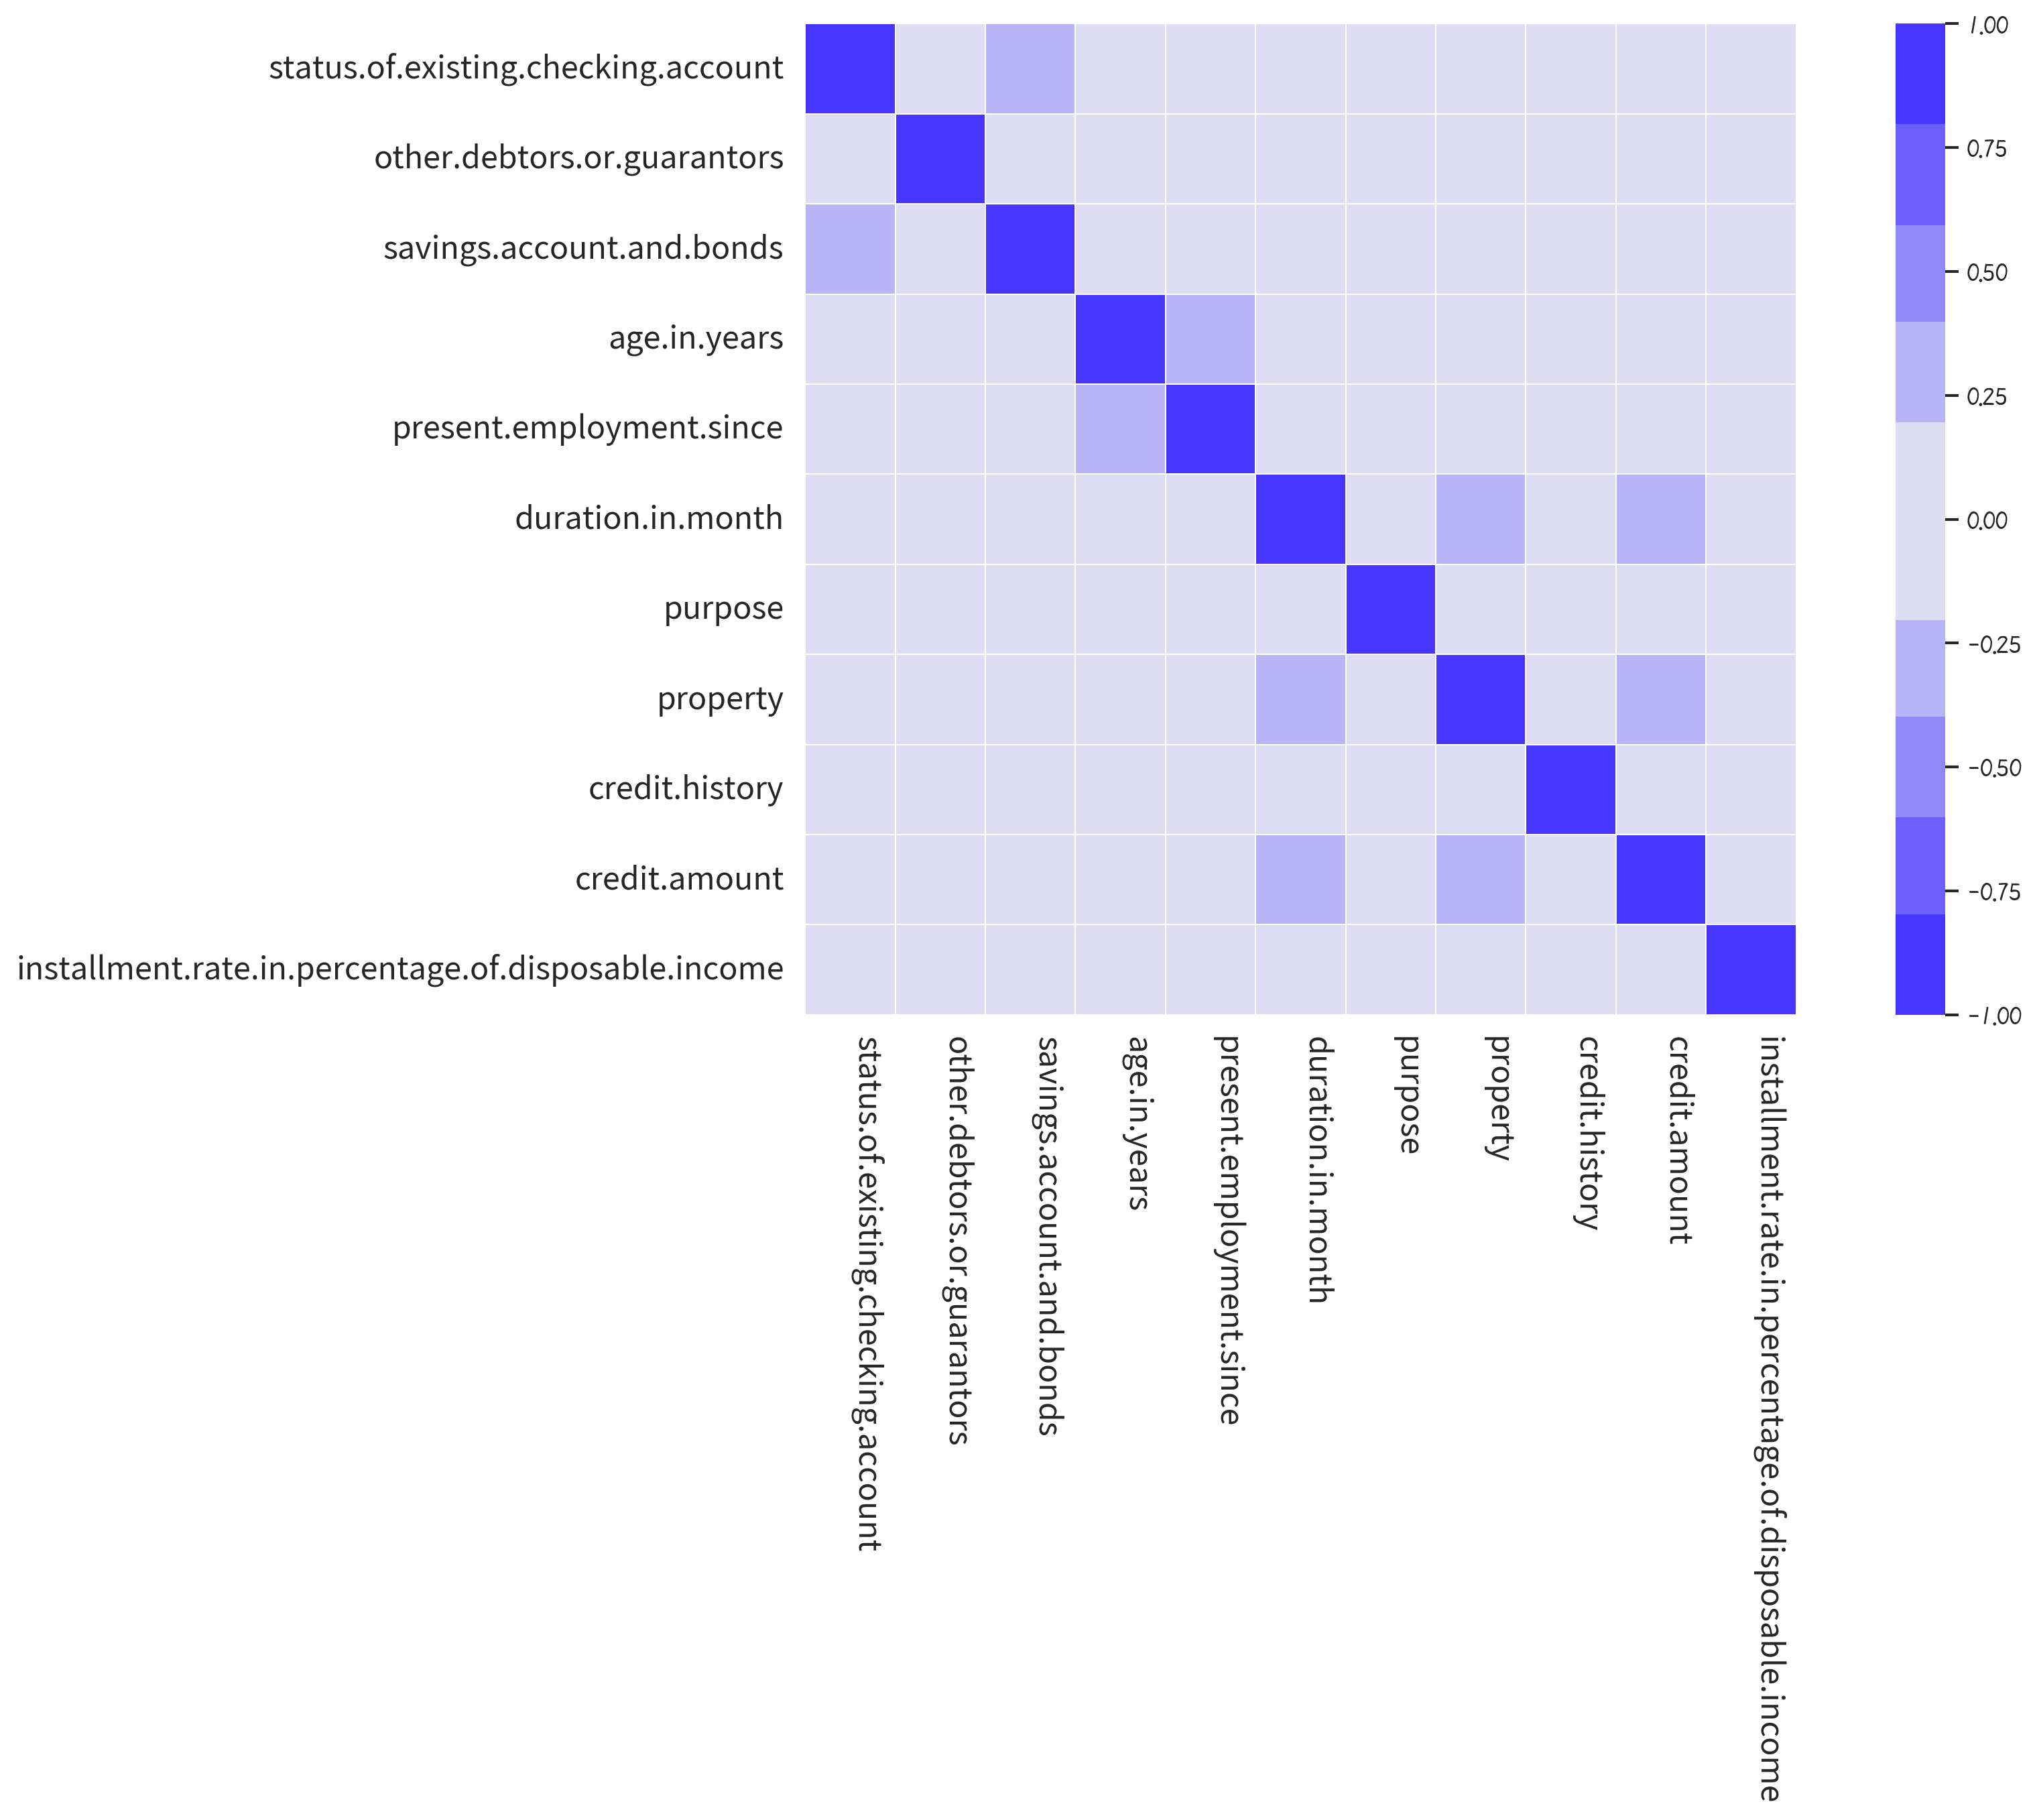 status.of.existing.checking.account
other.debtors.or.guarantors
savings.account.and.bonds
age.in.years
present.employment.since
duration.in.month
purpose
property
credit.history
credit.amount
installment.rate.in.percentage.of.disposable.income
status.of.existing.checking.account
other.debtors.or.guarantors
savings.account.and.bonds
age.in.years
present.employment.since
duration.in.month
purpose
property
credit.history
credit.amount
installment.rate.in.percentage.of.disposable.income
1.00
0.75
0.50
0.25
0.00
-0.25
-0.50
-0.75
-1.00